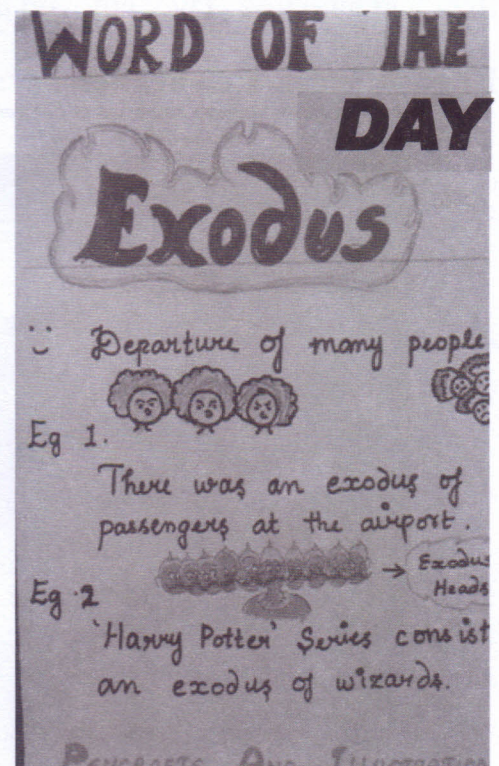 WORD OF THE
DAY
Exodus
Departure of many people
Eg 1.
There was an exodus of
passengers at the airport.
Exodus
Heads
Eg.2
'Harry Potter' Series consist
an exodus of wizards.